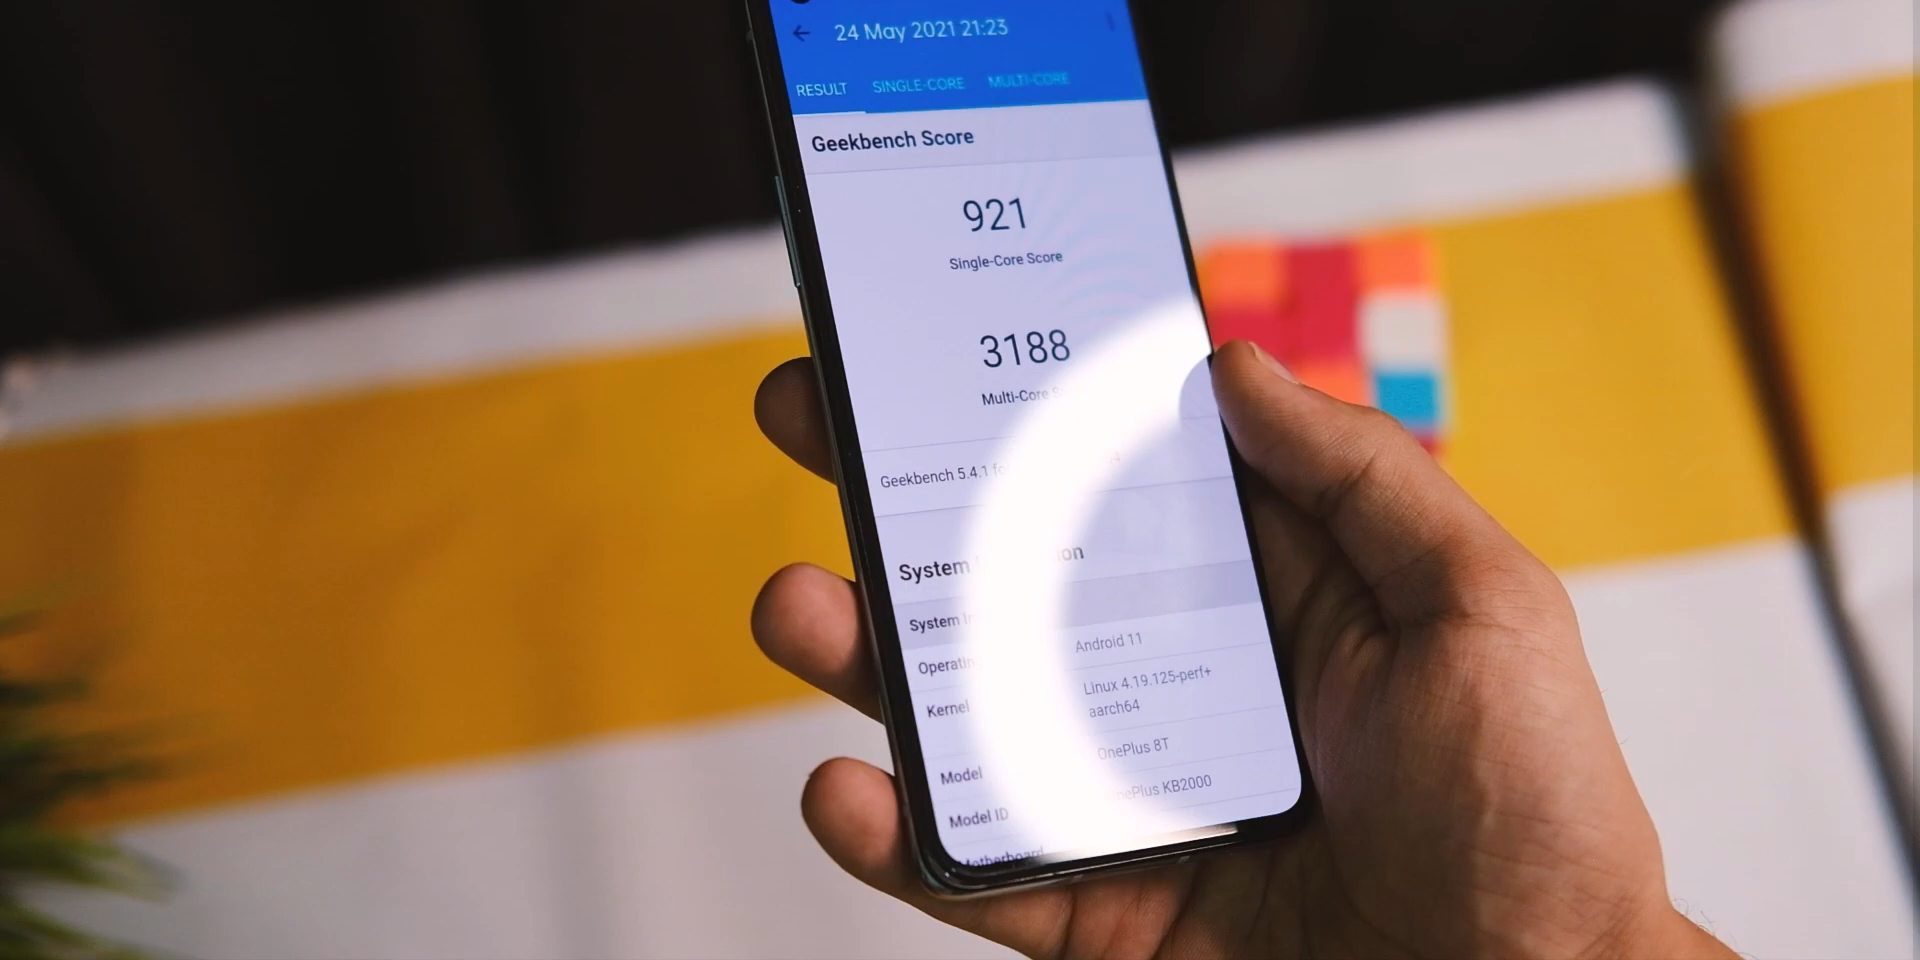 24 May 2021 21:23
RESULT SINGLE-CORE MULTI-CORE
Geekbench Score
921
Single-Core Score
3188
Multi-Core
Geekbench 5.4.1
System
System
Android 11
Kernel Linux 4.19.125-perf+
aarch64
Model OnePlus 8T
Model ID KB2000
Motherboard